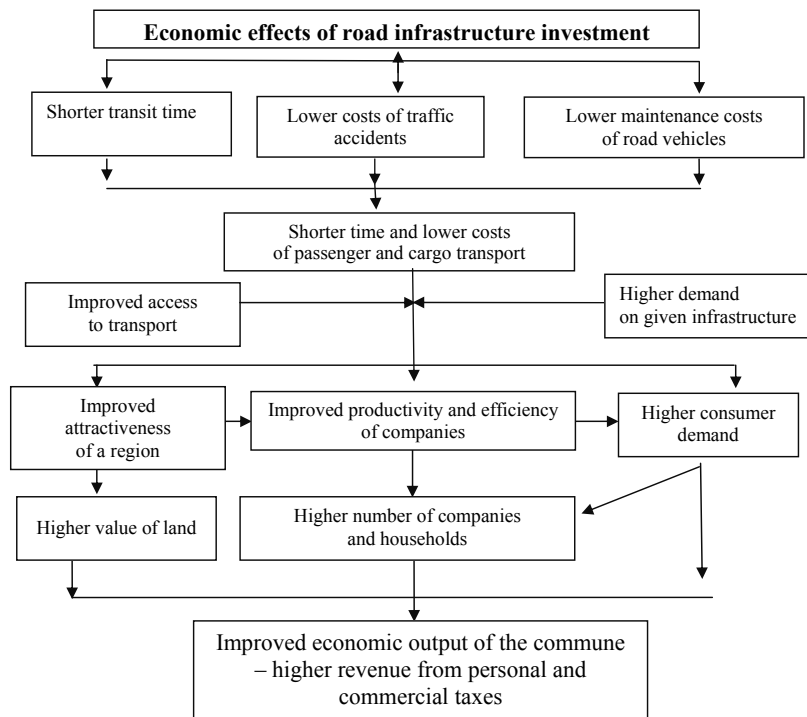 Economic effects of road infrastructure investment
Shorter transit time
Lower costs of traffic
accidents
Lower maintenance costs
of road vehicles
Shorter time and lower costs
of passenger and cargo transport
Improved access
to transport
Higher demand
on given infrastructure
Improved
attractiveness
of a region
Improved productivity and efficiency
of companies
Higher consumer
demand
Higher value of land
Higher number of companies
and households
Improved economic output of the commune
– higher revenue from personal and
commercial taxes